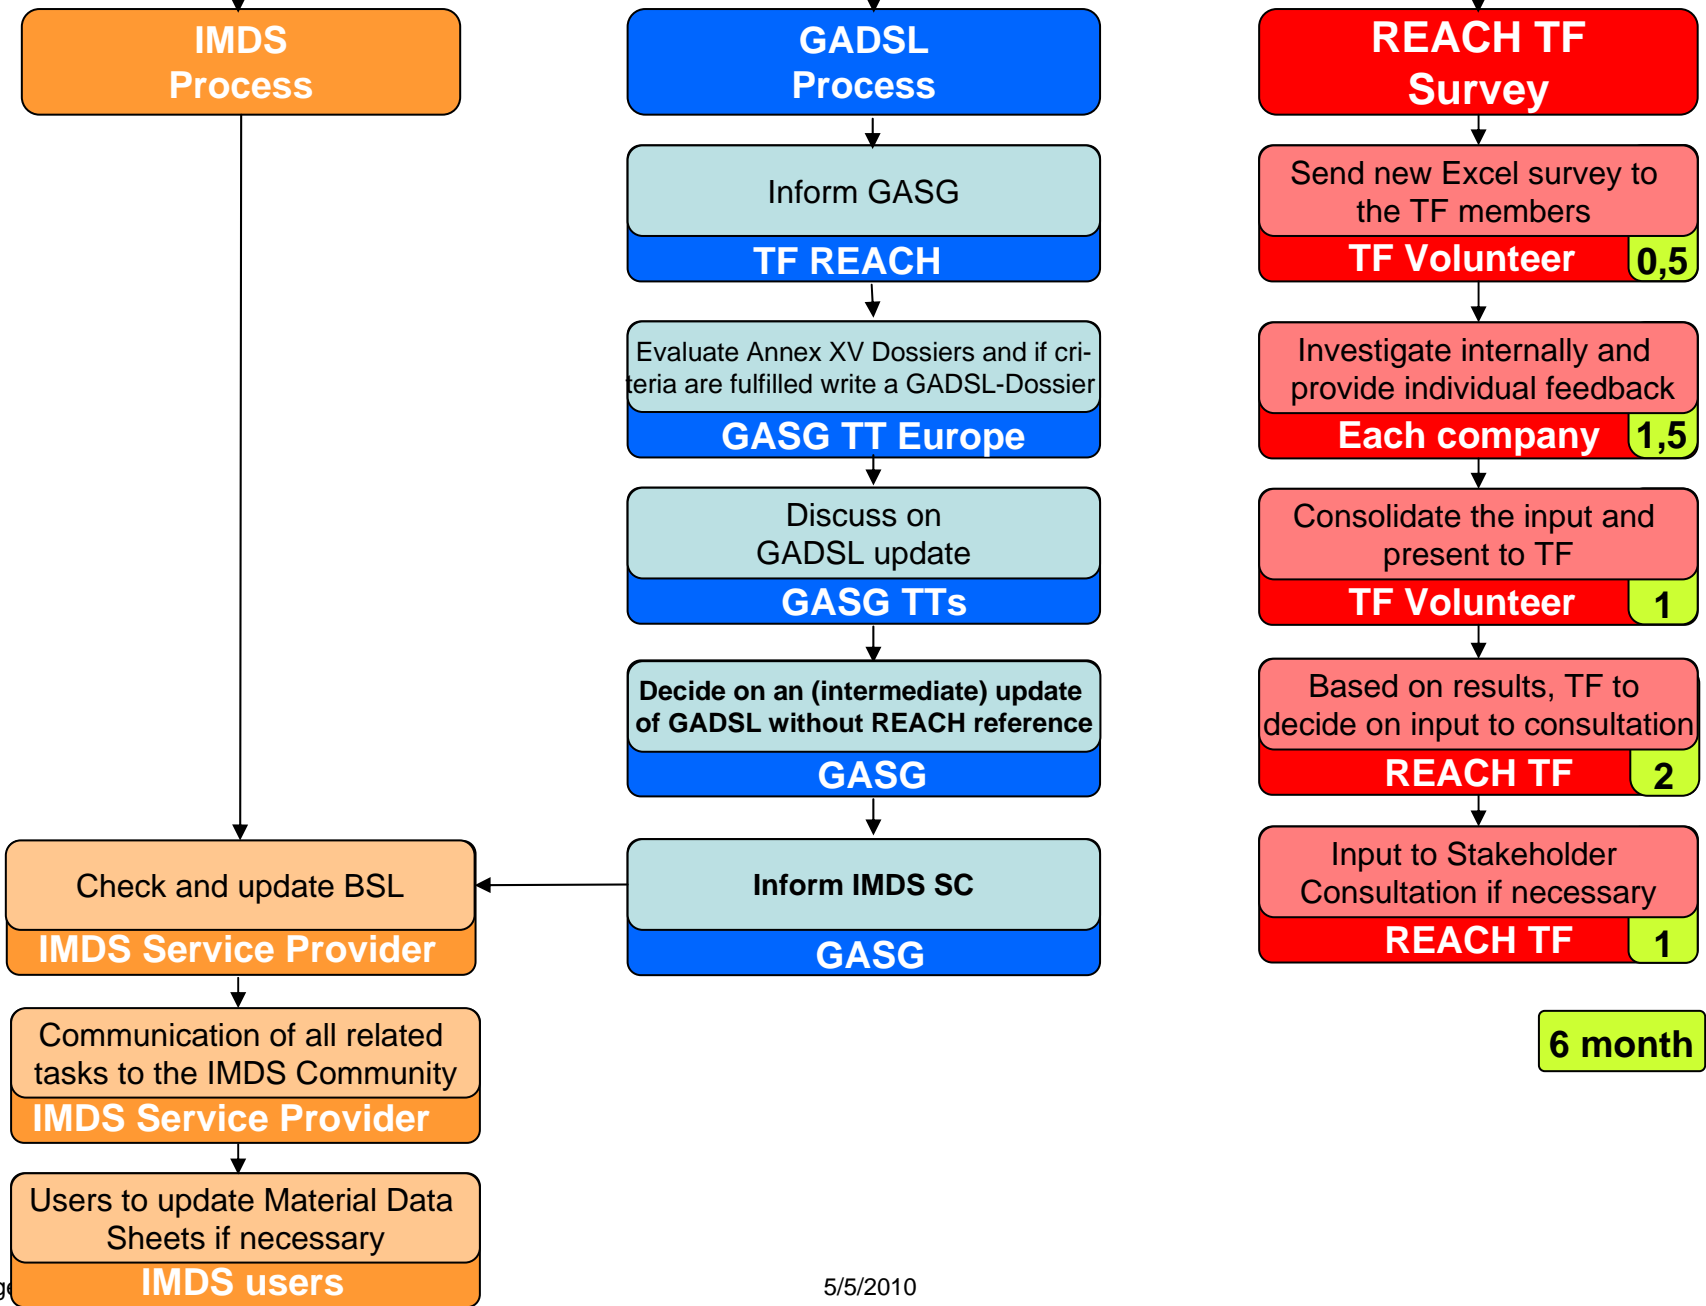 IMDS
Process
Check and update BSL
IMDS Service Provider
Communication of all related
tasks to the IMDS Community
IMDS Service Provider
Users to update Material Data
Sheets if necessary
IMDS users
GADSL
Process
Inform GASG
TF REACH
Evaluate Annex XV Dossiers and if cri-
teria are fulfilled write a GADSL-Dossier
GASG TT Europe
Discuss on
GADSL update
GASG TTs
Decide on an (intermediate) update
of GADSL without REACH reference
GASG
Inform IMDS SC
GASG
REACH TF
Survey
Send new Excel survey to
the TF members
TF Volunteer 0,5
Investigate internally and
provide individual feedback
Each company 1,5
Consolidate the input and
present to TF
TF Volunteer 1
Based on results, TF to
decide on input to consultation
REACH TF 2
Input to Stakeholder
Consultation if necessary
REACH TF 1
6 month
5/5/2010